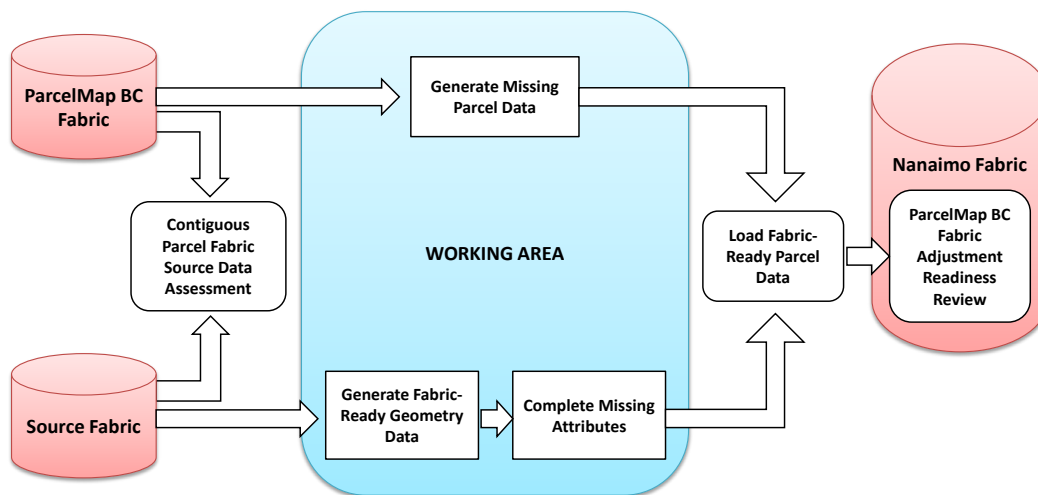 ParcelMap BC
Fabric
Generate Missing
Parcel Data
Nanaimo Fabric
Contiguous
Parcel Fabric
Source Data
Assessment
WORKING AREA
Load Fabric-
Ready Parcel
Data
ParcelMap BC
Fabric
Adjustment
Readiness
Review
Source Fabric
Generate Fabric-
Ready Geometry
Data
Complete Missing
Attributes